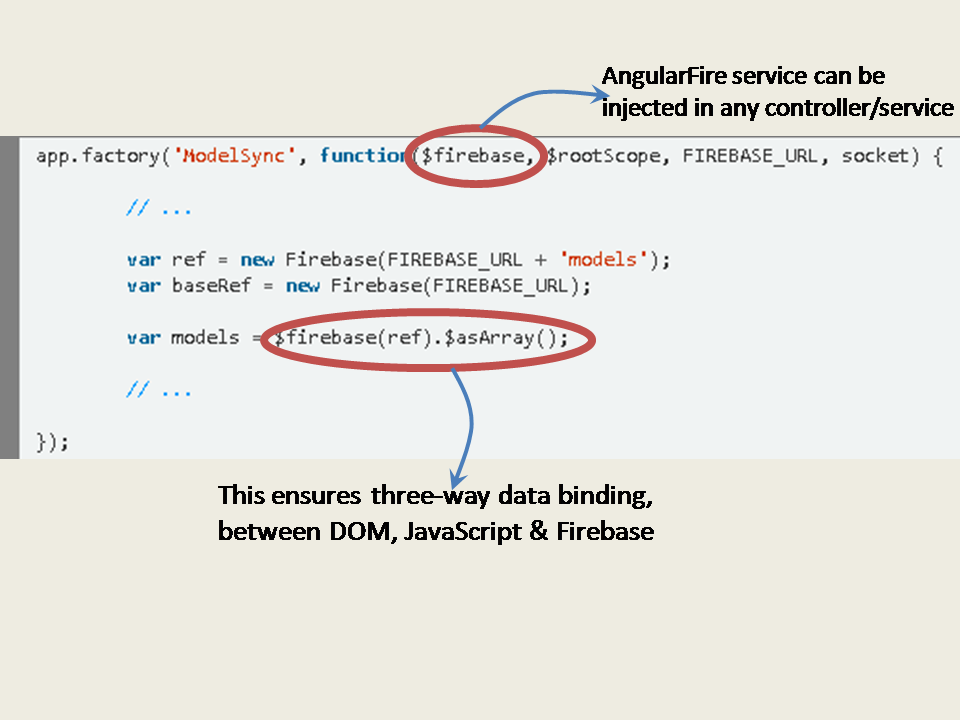 AngularFire service can be
injected in any controller/service
app.factory('ModelSync', function($firebase, $rootScope, FIREBASE_URL, socket) {
// ...
var ref = new Firebase(FIREBASE_URL + 'models');
var baseRef = new Firebase(FIREBASE_URL);
var models = $firebase(ref).$asArray();
// ...
});
This ensures three-way data binding,
between DOM, JavaScript & Firebase